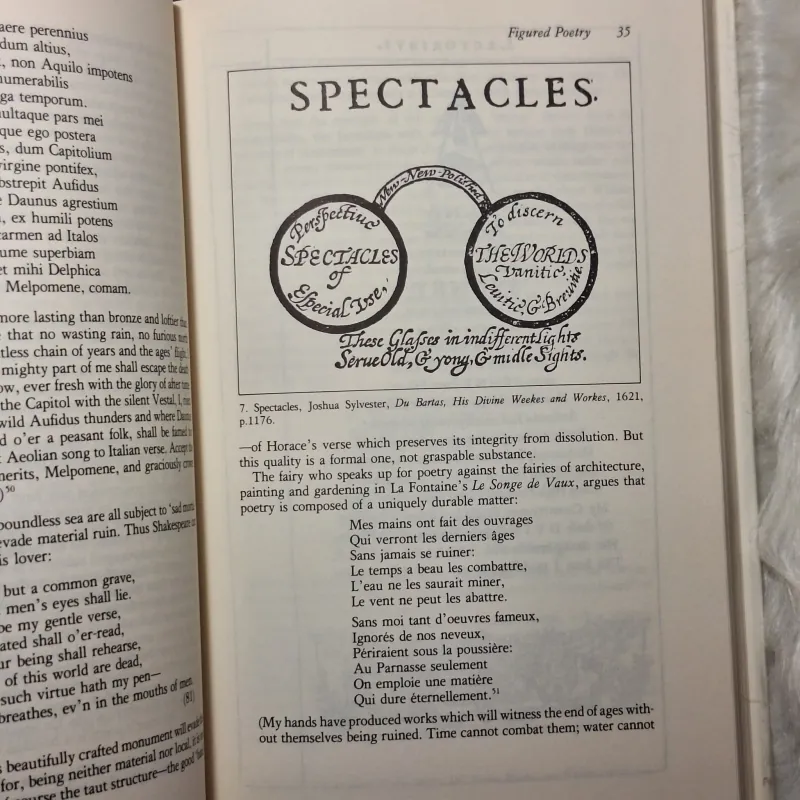 aere perennius
dum altius,
, non Aquilo impotens
numerabilis
ga temporum.
ultaque pars mei
que ego postera
s, dum Capitolium
virgine pontifex,
bstrepit Aufidus
Daunus agrestium
, ex humili potens
carmen ad Italos
ume superbiam
et mihi Delphica
Melpomene, comam.
more lasting than bronze and loftier
that no wasting rain, no furious
tless chain of years and the ages' flight.
mighty part of me shall escape the
ow, ever fresh with the glory of after
the Capitol with the silent Vestal, I,
wild Aufidus thunders and where
d o'er a peasant folk, shall be famed
Aeolian song to Italian verse. Accept
merits, Melpomene, and graciously
)50
boundless sea are all subject to 'sad
evade material ruin. Thus Shakespeare
is lover:
but a common grave,
men's eyes shall lie.
be my gentle verse,
ated shall o'er-read,
ur being shall rehearse,
of this world are dead,
such virtue hath my pen—
breathes, ev'n in the mouths of men.
(81)
s beautifully crafted monument will
for, being neither material nor local,
the taut structure—the good
Figured Poetry 35
SPECTACLES.
New-New-Polished
Perspectiue
SPECTACLES
of
Especial Vse,
To discern
THE WORLDS
Vanitie,
Leuitie, & Breuitie.
These Glasses in indifferent lights
Serue Old, & yong, & midle Sights.
7. Spectacles, Joshua Sylvester, Du Bartas, His Divine Weekes and Workes, 1621,
p.1176.
—of Horace's verse which preserves its integrity from dissolution. But
this quality is a formal one, not graspable substance.
The fairy who speaks up for poetry against the fairies of architecture,
painting and gardening in La Fontaine's Le Songe de Vaux, argues that
poetry is composed of a uniquely durable matter:
Mes mains ont fait des ouvrages
Qui verront les derniers âges
Sans jamais se ruiner:
Le temps a beau les combattre,
L'eau ne les saurait miner,
Le vent ne peut les abattre.
Sans moi tant d'oeuvres fameux,
Ignorés de nos neveux,
Périraient sous la poussière:
Au Parnasse seulement
On emploie une matière
Qui dure éternellement.51
(My hands have produced works which will witness the end of ages with-
out themselves being ruined. Time cannot combat them; water cannot